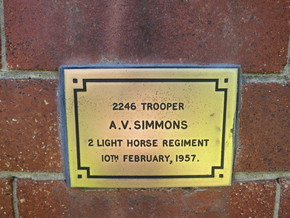 2246 TROOPER
A.V. SIMMONS
2 LIGHT HORSE REGIMENT
10TH FEBRUARY, 1957.